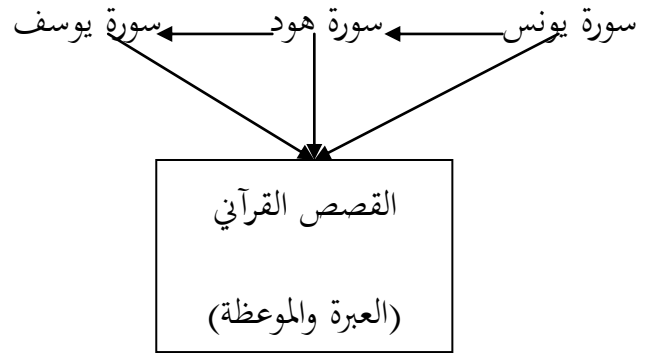 سورة يونس سورة هود سورة يوسف
القصص القرآني
(العبرة والموعظة)